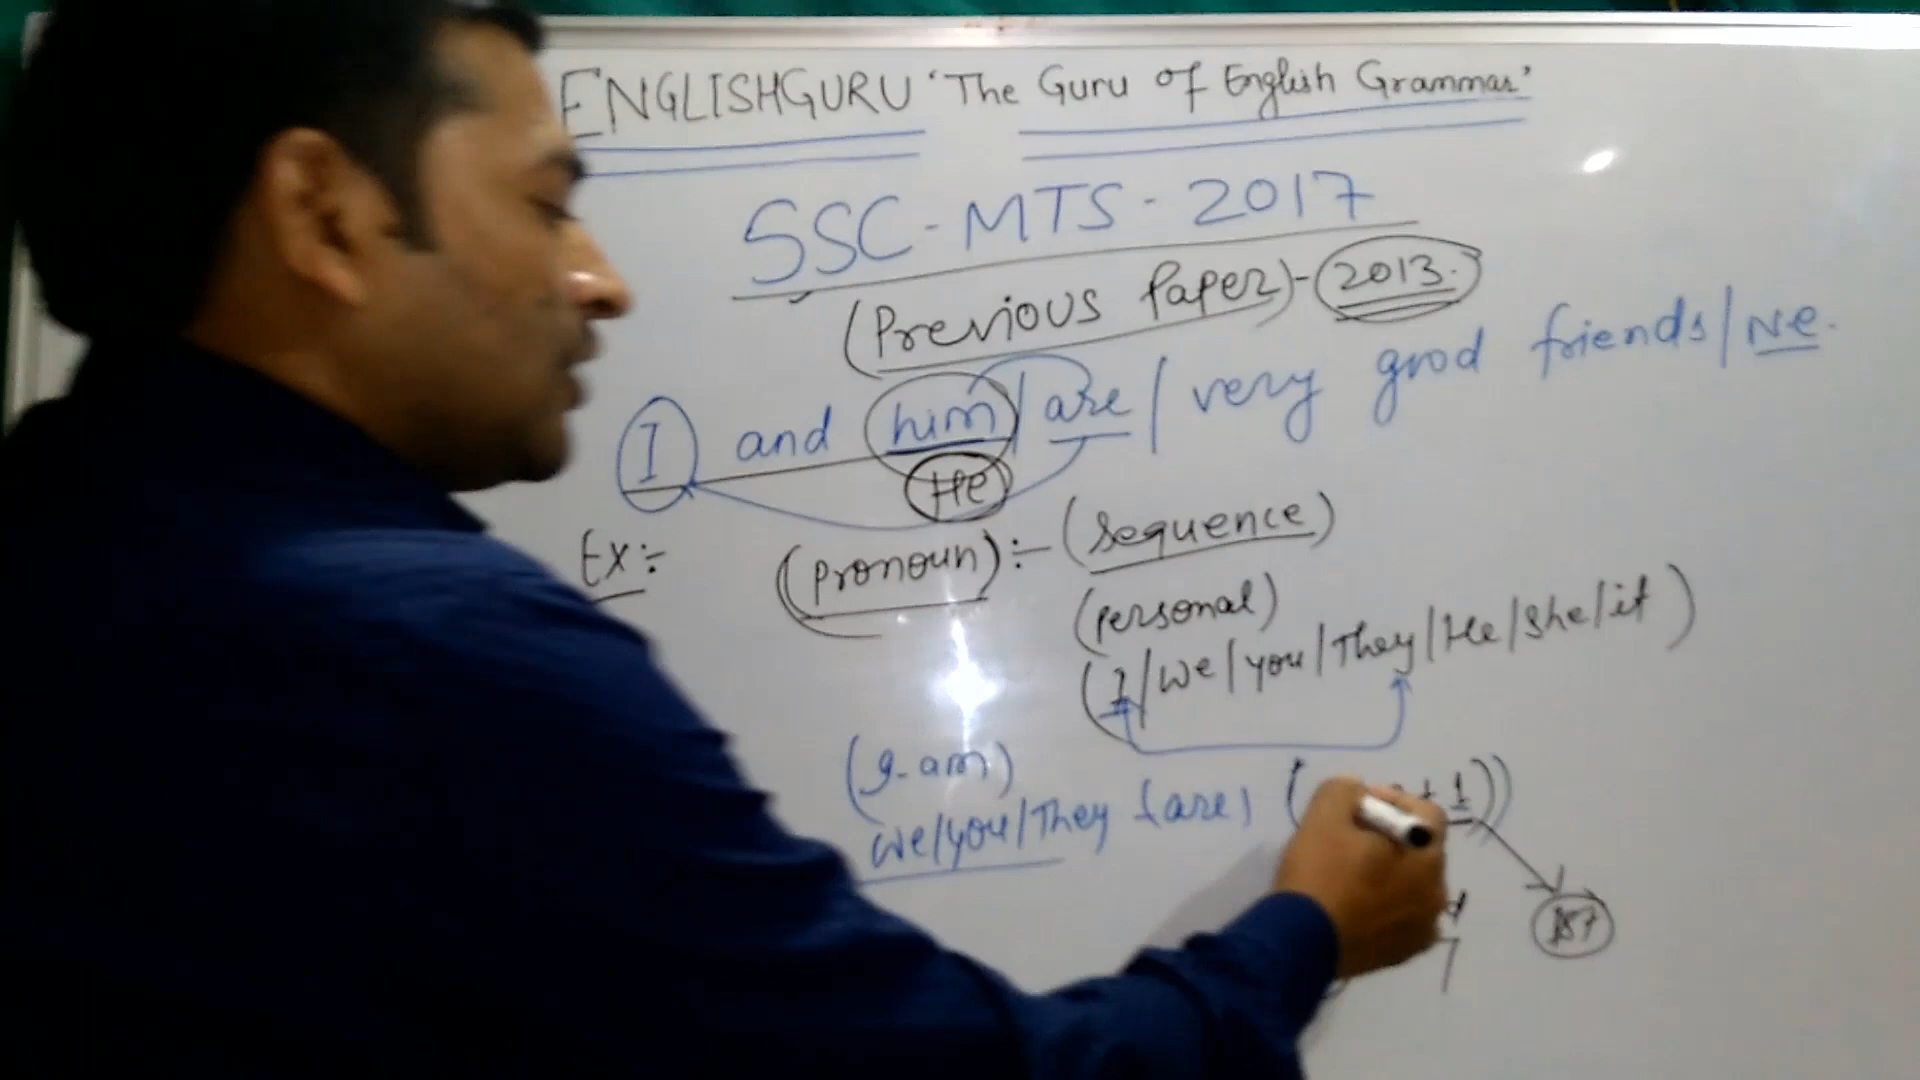 ENGLISHGURU 'The Guru of English Grammar'
SSC-MTS-2017
(Previous Paper)-2013.
I and him / are / very good friends / N.e.
He
Ex:- (pronoun):- (sequence)
(personal)
(I/we/you/They/He/She/it)
am)
we/you/They (are) ( + 1))